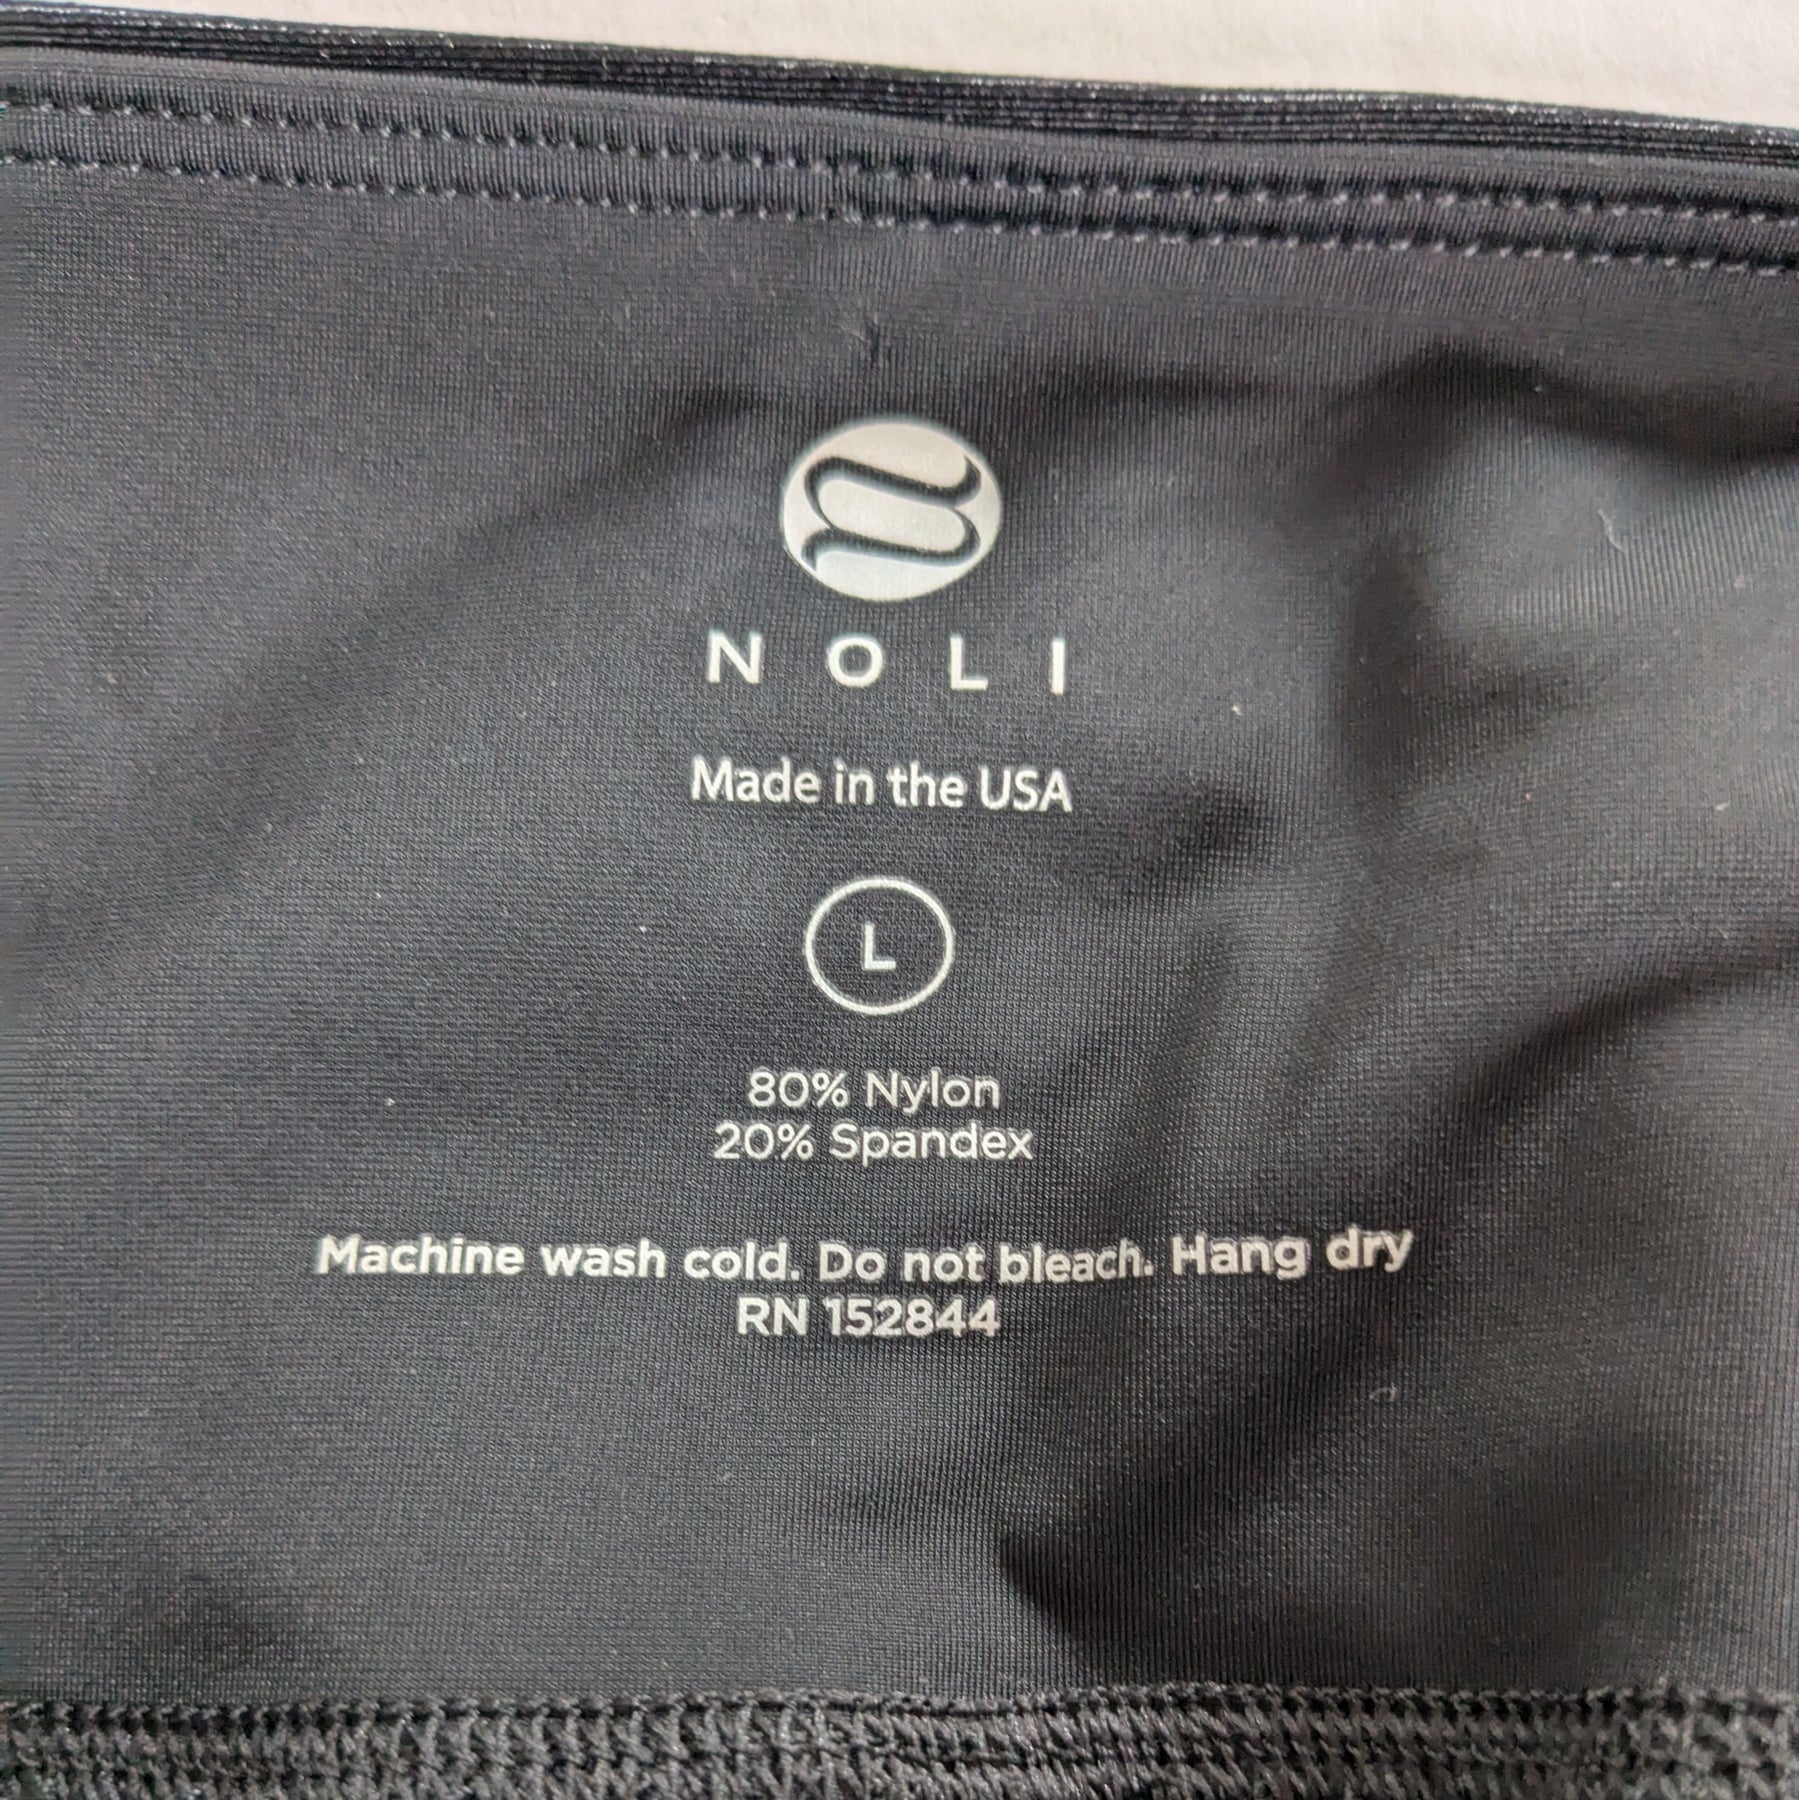 NOLI
Made in the USA
L
80% Nylon
20% Spandex
Machine wash cold. Do not bleach. Hang dry
RN 152844